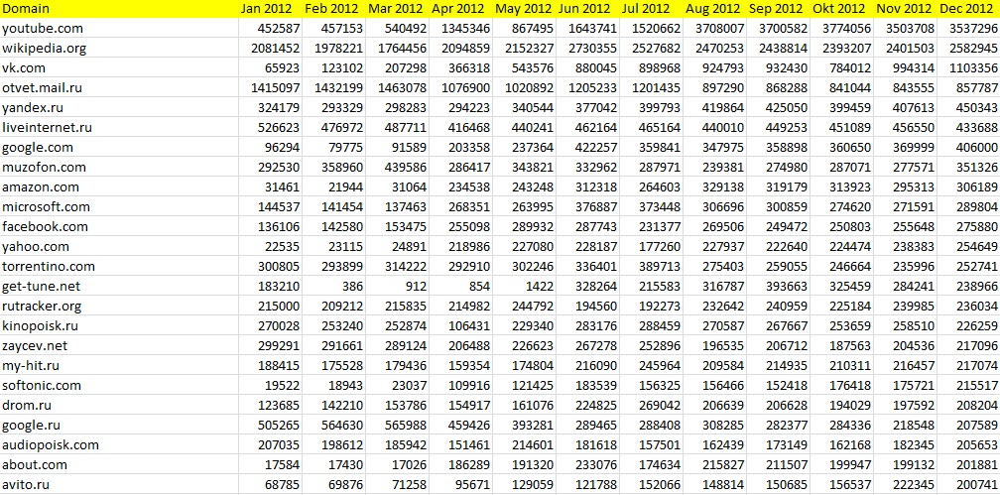 Domain Jan 2012 Feb 2012 Mar 2012 Apr 2012 May 2012 Jun 2012 Jul 2012 Aug 2012 Sep 2012 Okt 2012 Nov 2012 Dec 2012
youtube.com 452587 457153 540492 1345346 867495 1643741 1520662 3708007 3700582 3774056 3503708 3537296
wikipedia.org 2081452 1978221 1764456 2094859 2152327 2730355 2527682 2470253 2438814 2393207 2401503 2582945
vk.com 65923 123102 207298 366318 543576 880045 898968 924793 932430 784012 994314 1103356
otvet.mail.ru 1415097 1432199 1463078 1076900 1020892 1205233 1201435 897290 868288 841044 843555 857787
yandex.ru 324179 293329 298283 294223 340544 377042 399793 419864 425050 399459 407613 450343
liveinternet.ru 526623 476972 487711 416468 440241 462164 465164 440010 449253 451089 456550 433688
google.com 96294 79775 91589 203358 237364 422257 359841 347975 358898 360650 369999 406000
muzofon.com 292530 358960 439586 286417 343821 332962 287971 239381 274980 287071 277571 351326
amazon.com 31461 21944 31064 234538 243248 312318 264603 329138 319179 313923 295313 306189
microsoft.com 144537 141454 137463 268351 263995 376887 373448 306696 300859 274620 271591 289804
facebook.com 136106 142580 153475 255098 289932 287743 231377 269506 249472 250803 255648 275880
yahoo.com 22535 23115 24891 218986 227080 228187 177260 227937 222640 224474 238383 254649
torrentino.com 300805 293899 314222 292910 302246 336401 389713 275403 259055 246664 235996 252741
get-tune.net 183210 386 912 854 1422 328264 215583 316787 393663 325459 284241 238966
rutracker.org 215000 209212 215835 214982 244792 194560 192273 232642 240959 225184 239985 236034
kinopoisk.ru 270028 253240 252874 106431 229340 283176 288459 270587 267667 253659 258510 226259
zaycev.net 299291 291661 289124 206488 226623 267278 252896 196535 206712 187563 204536 217096
my-hit.ru 188415 175528 179436 159354 174804 216090 245964 209584 214935 210311 216457 217074
softonic.com 19522 18943 23037 109916 121425 183539 156325 156466 152418 176418 175721 215517
drom.ru 123685 142210 153786 154917 161076 224825 269042 206639 206628 194029 197592 208204
google.ru 505265 564630 565988 459426 393281 289465 288408 308285 282377 284336 218548 207589
audiopoisk.com 207035 198612 185942 151461 214601 181618 157501 162439 173149 162168 182345 205653
about.com 17584 17430 17026 186289 191320 233076 174634 215827 211507 199947 199132 201881
avito.ru 68785 69876 71258 95671 129059 121788 152066 148814 150685 156537 222345 200741